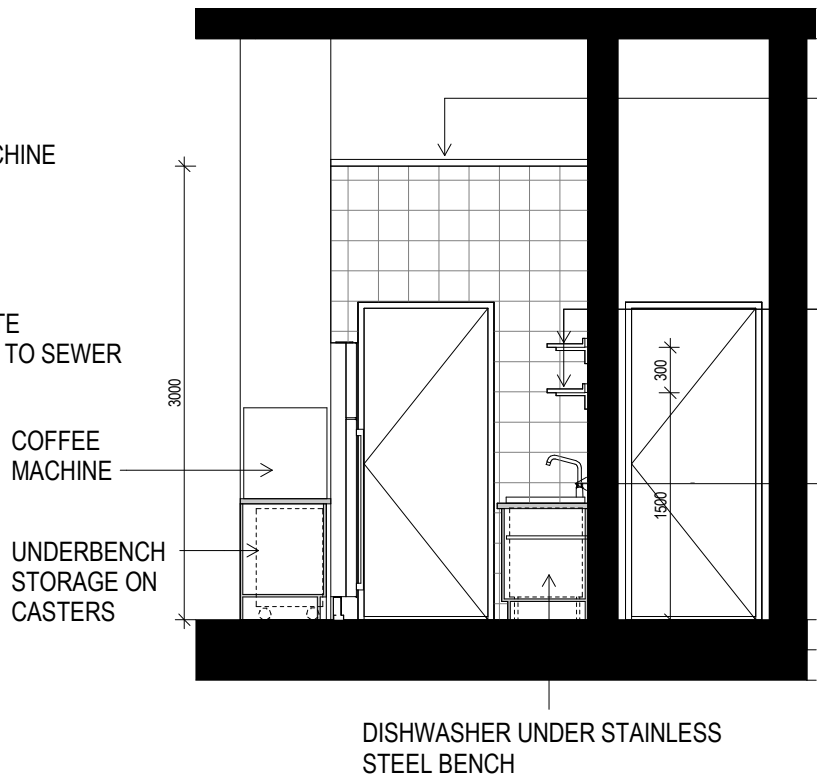 CHINE
TE
TO SEWER
3000
300
COFFEE
MACHINE
1500
UNDERBENCH
STORAGE ON
CASTERS
DISHWASHER UNDER STAINLESS
STEEL BENCH